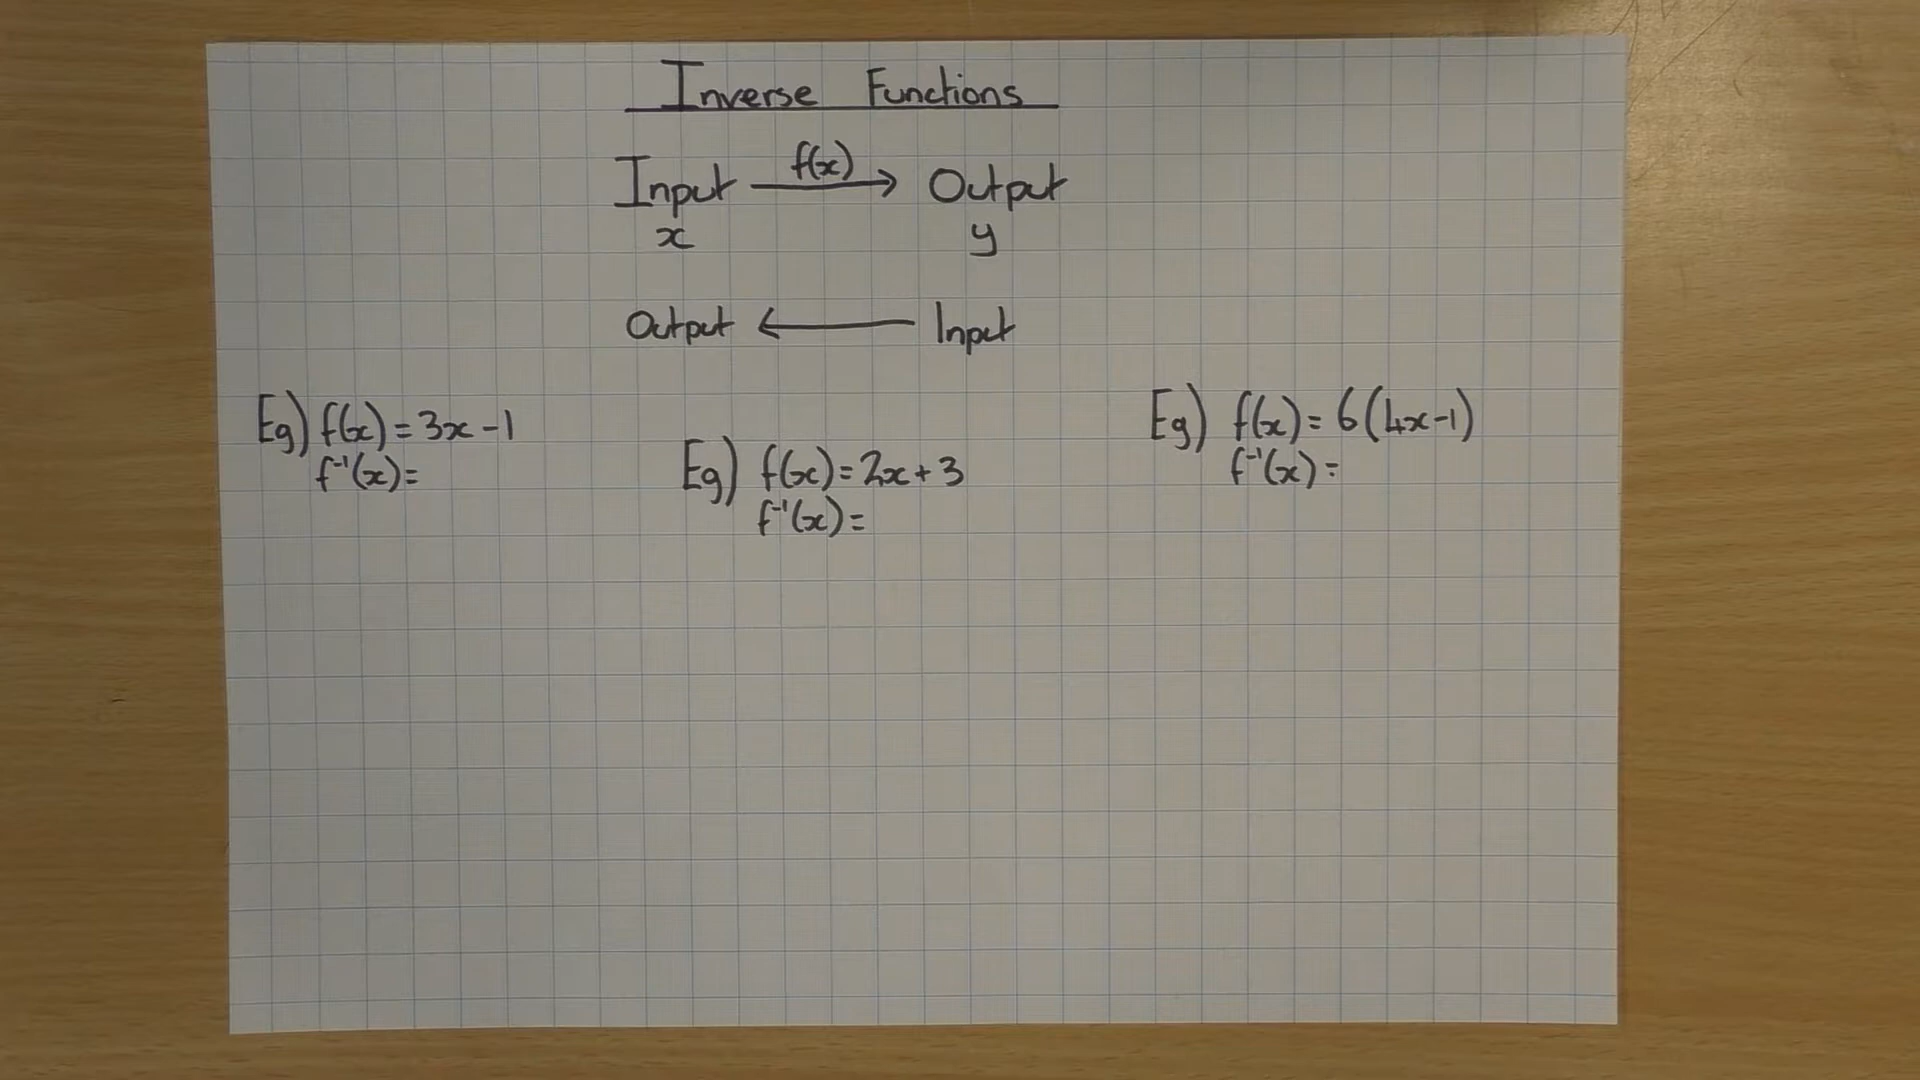 Inverse Functions
f(x)
Input → Output
x y
Output ← Input
Eg) f(x) = 3x - 1
f⁻¹(x) =
Eg) f(x) = 2x + 3
f⁻¹(x) =
Eg) f(x) = 6(4x-1)
f⁻¹(x) =